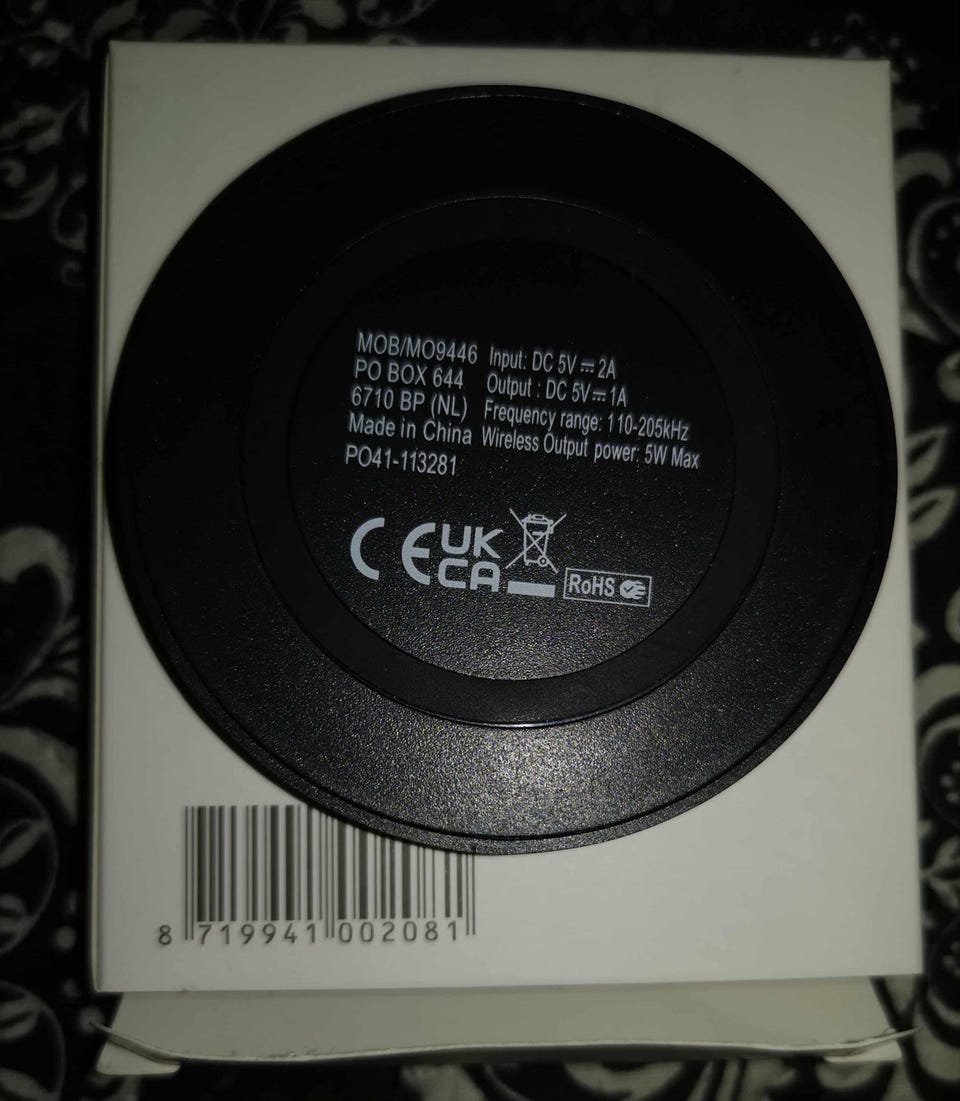 MOB/MO9446
PO BOX 644
6710 BP (NL)
Made in China
PO41-113281
Input: DC 5V ⎓ 2A
Output : DC 5V⎓1A
Frequency range: 110-205kHz
Wireless Output power: 5W Max
CE UK
CA
RoHS
8 719941 002081